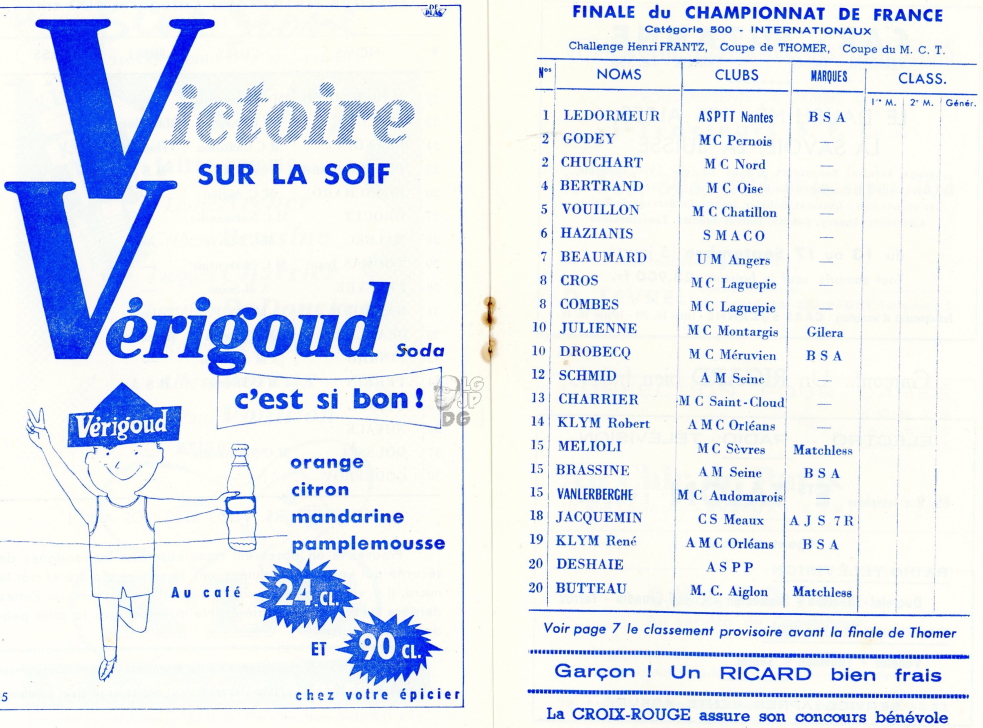 DE
PLAS
Victoire
SUR LA SOIF
Vérigoud Soda
c'est si bon !
Vérigoud
orange
citron
mandarine
pamplemousse
Au café 24 CL.
ET 90 CL.
chez votre épicier
5
LG
JP
DG
FINALE du CHAMPIONNAT DE FRANCE
Catégorie 500 - INTERNATIONAUX
Challenge Henri FRANTZ, Coupe de THOMER, Coupe du M. C. T.
Nos NOMS CLUBS MARQUES CLASS.
1re M. 2e M. Génér.
1 LEDORMEUR ASPTT Nantes B S A
2 GODEY M C Pernois —
2 CHUCHART M C Nord —
4 BERTRAND M C Oise —
5 VOUILLON M C Chatillon —
6 HAZIANIS S M A C O —
7 BEAUMARD U M Angers —
8 CROS M C Laguepie —
8 COMBES M C Laguepie —
10 JULIENNE M C Montargis Gilera
10 DROBECQ M C Méruvien B S A
12 SCHMID A M Seine —
13 CHARRIER M C Saint-Cloud —
14 KLYM Robert A M C Orléans —
15 MELIOLI M C Sèvres Matchless
15 BRASSINE A M Seine B S A
15 VANLERBERGHE M C Audomarois —
18 JACQUEMIN C S Meaux A J S 7 R
19 KLYM René A M C Orléans B S A
20 DESHAIE A S P P —
20 BUTTEAU M. C. Aiglon Matchless
Voir page 7 le classement provisoire avant la finale de Thomer
Garçon ! Un RICARD bien frais
La CROIX-ROUGE assure son concours bénévole